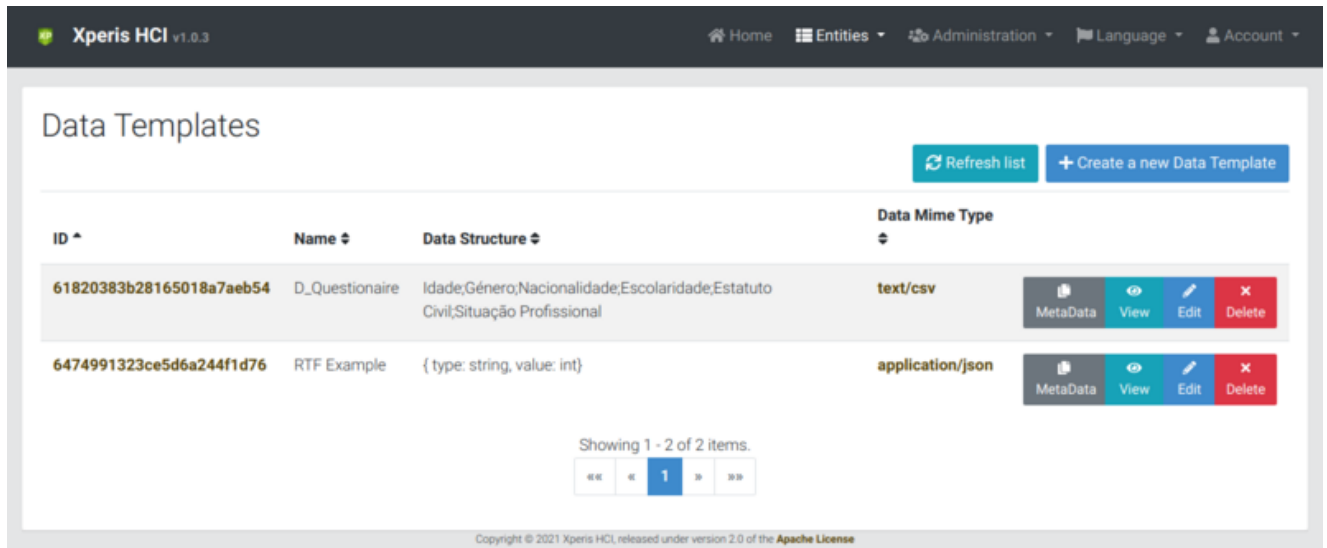 Xperis HCI v1.0.3 Home Entities Administration Language Account
Data Templates
Refresh list + Create a new Data Template
Data Mime Type
ID Name Data Structure
61820383b28165018a7aeb54 D_Questionaire Idade;Género;Nacionalidade;Escolaridade;Estatuto text/csv
Civil;Situação Profissional
MetaData View Edit Delete
6474991323ce5d6a244f1d76 RTF Example { type: string, value: int} application/json
MetaData View Edit Delete
Showing 1 - 2 of 2 items.
«« « 1 » »»
Copyright © 2021 Xperis HCI, released under version 2.0 of the Apache License